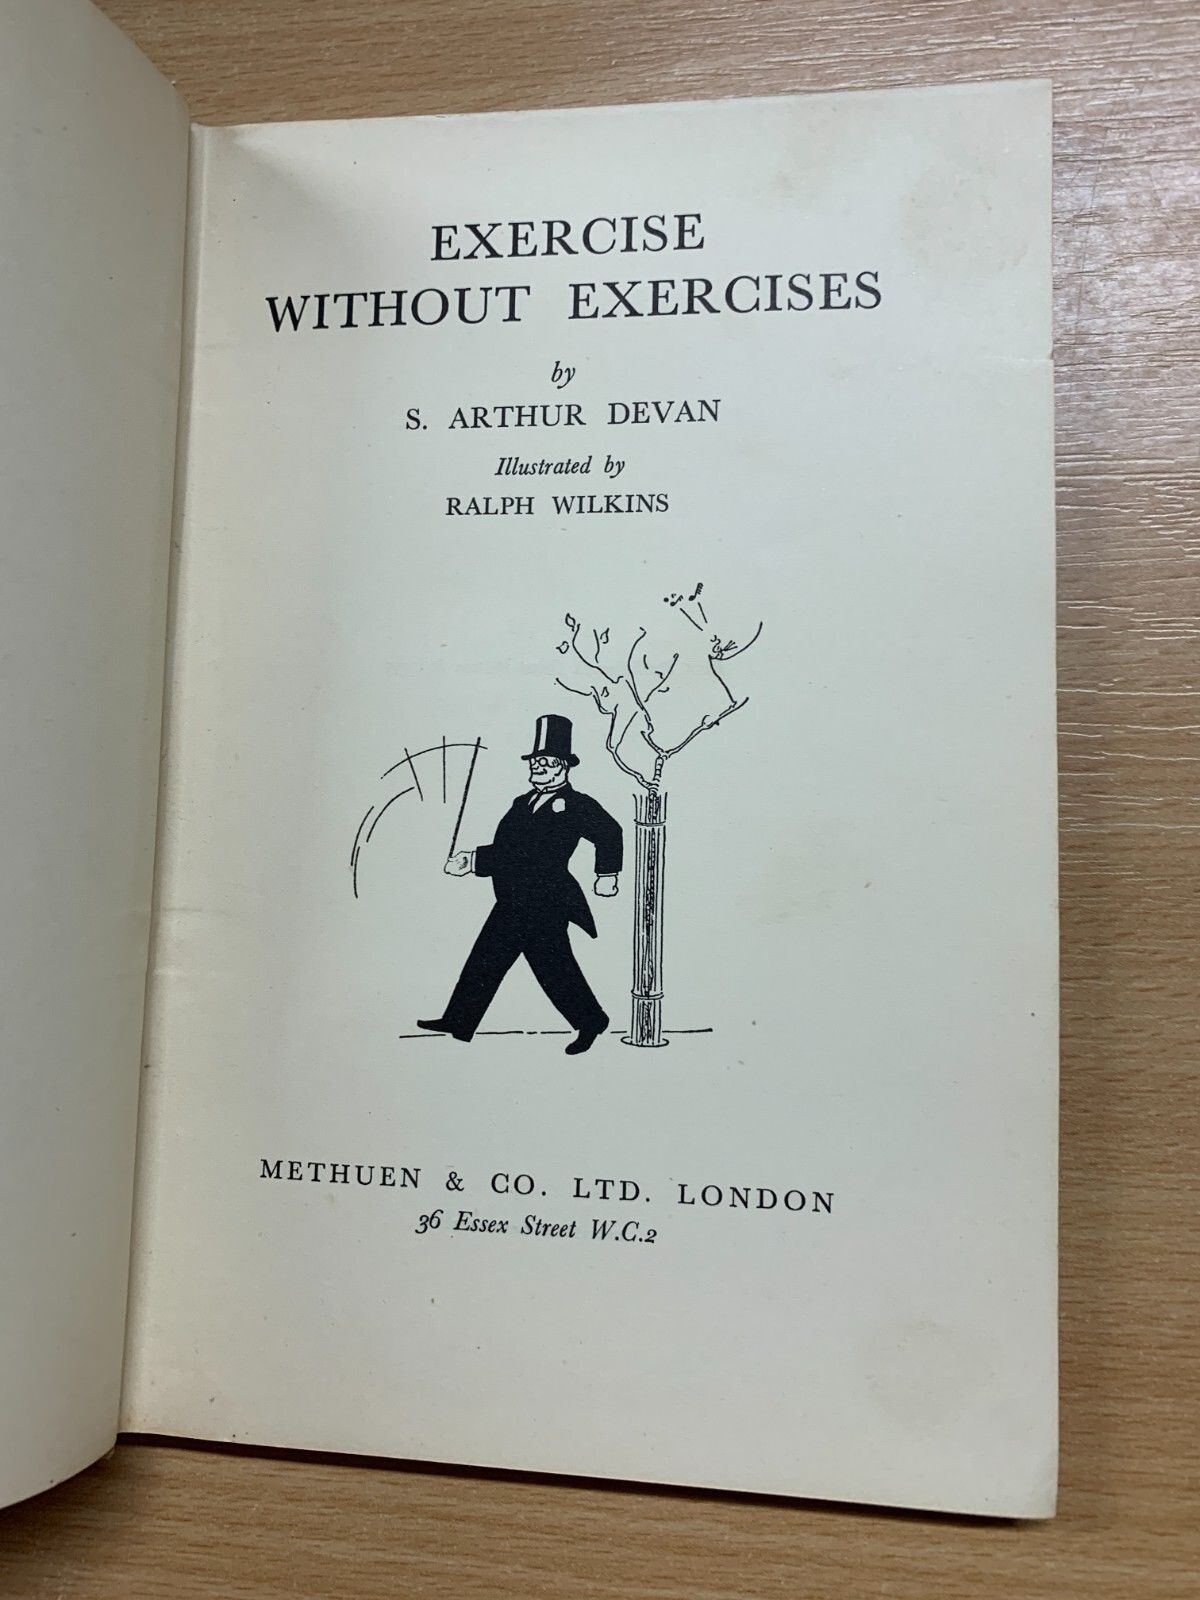 EXERCISE
WITHOUT EXERCISES
by
S. ARTHUR DEVAN
Illustrated by
RALPH WILKINS
METHUEN & CO. LTD. LONDON
36 Essex Street W.C.2